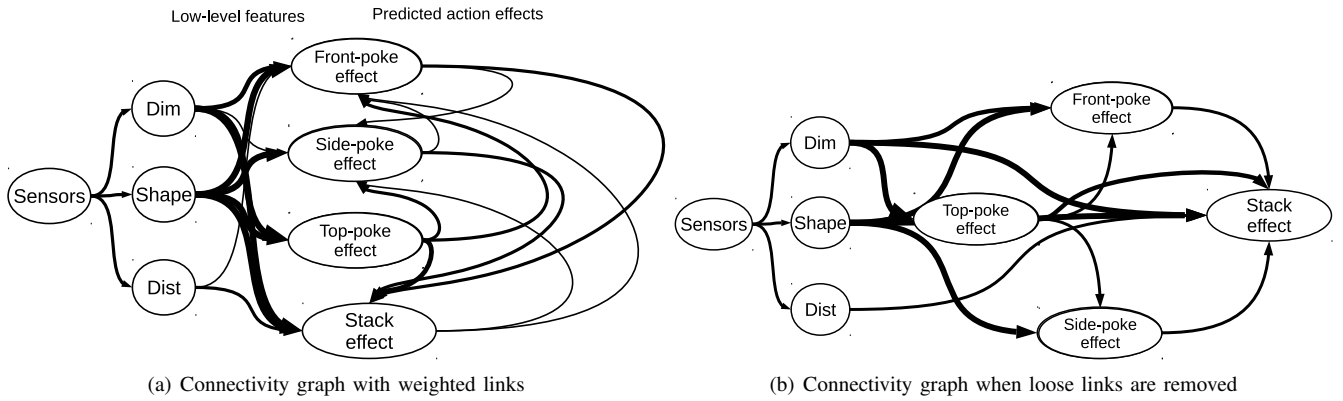 Low-level features
Predicted action effects
Sensors
Dim
Shape
Dist
Front-poke
effect
Side-poke
effect
Top-poke
effect
Stack
effect
(a) Connectivity graph with weighted links
Sensors
Dim
Shape
Dist
Front-poke
effect
Top-poke
effect
Side-poke
effect
Stack
effect
(b) Connectivity graph when loose links are removed